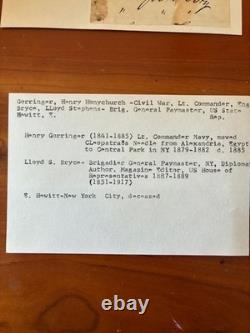 Gorringe, Henry Honychurch -Civil War, Lt. Commander, Eng
Bryce, Lloyd Stephens- Brig. General Paymaster, US State
Rep.
Hewitt, E.
Henry Gorringe (1861-1885) Lt. Commander Navy, moved
Cleopatra's Needle from Alexandria, Egypt
to Central Park in NY 1879-1882 d. 1885
Lloyd S. Bryce- Brigadier General Paymaster, NY, Diplomat
Author, Magazine Editor, US House of
Representatives 1887-1889
(1851-1917)
E. Hewitt-New York City, deceased